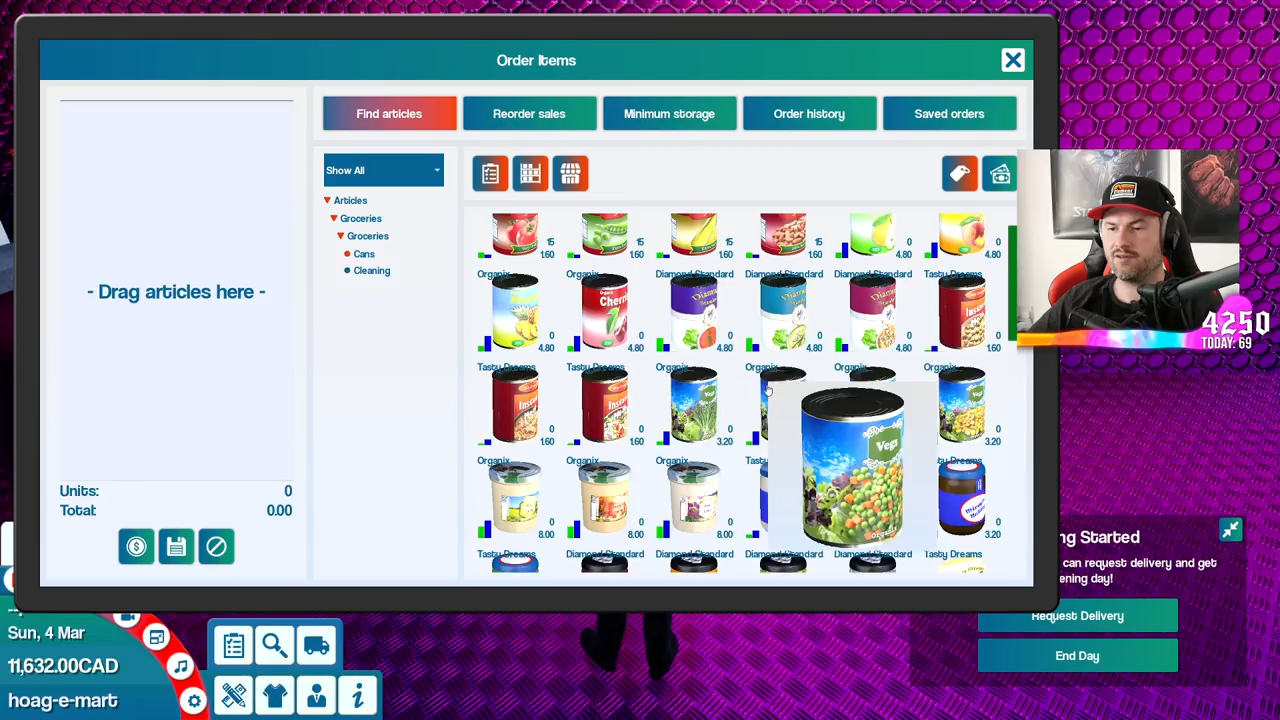 Order Items
Find articles
Reorder sales
Minimum storage
Order history
Saved orders
Show All
Articles
Groceries
Groceries
Cans
Cleaning
- Drag articles here -
Units: 0
Total: 0.00
15 15 15 15 0 0
1.60 1.60 1.60 1.60 4.80 4.80
Organix Organix Diamond Standard Diamond Standard Diamond Standard Tasty Dreams
Cherri
0 0 0 0 0 0
4.80 4.80 4.80 4.80 4.80 1.60
Tasty Dreams Tasty Dreams Organix Organix Organix Organix
Vega
0 0 0 0
1.60 1.60 3.20 3.20
Organix Organix Organix Tasty Dreams
0 0 0 0
8.00 8.00 8.00 3.20
Tasty Dreams Diamond Standard Diamond Standard Diamond Standard Diamond Standard Tasty Dreams
4250
TODAY: 69
ng Started
can request delivery and get
ening day!
Request Delivery
End Day
Sun, 4 Mar
11,632.00CAD
hoag-e-mart